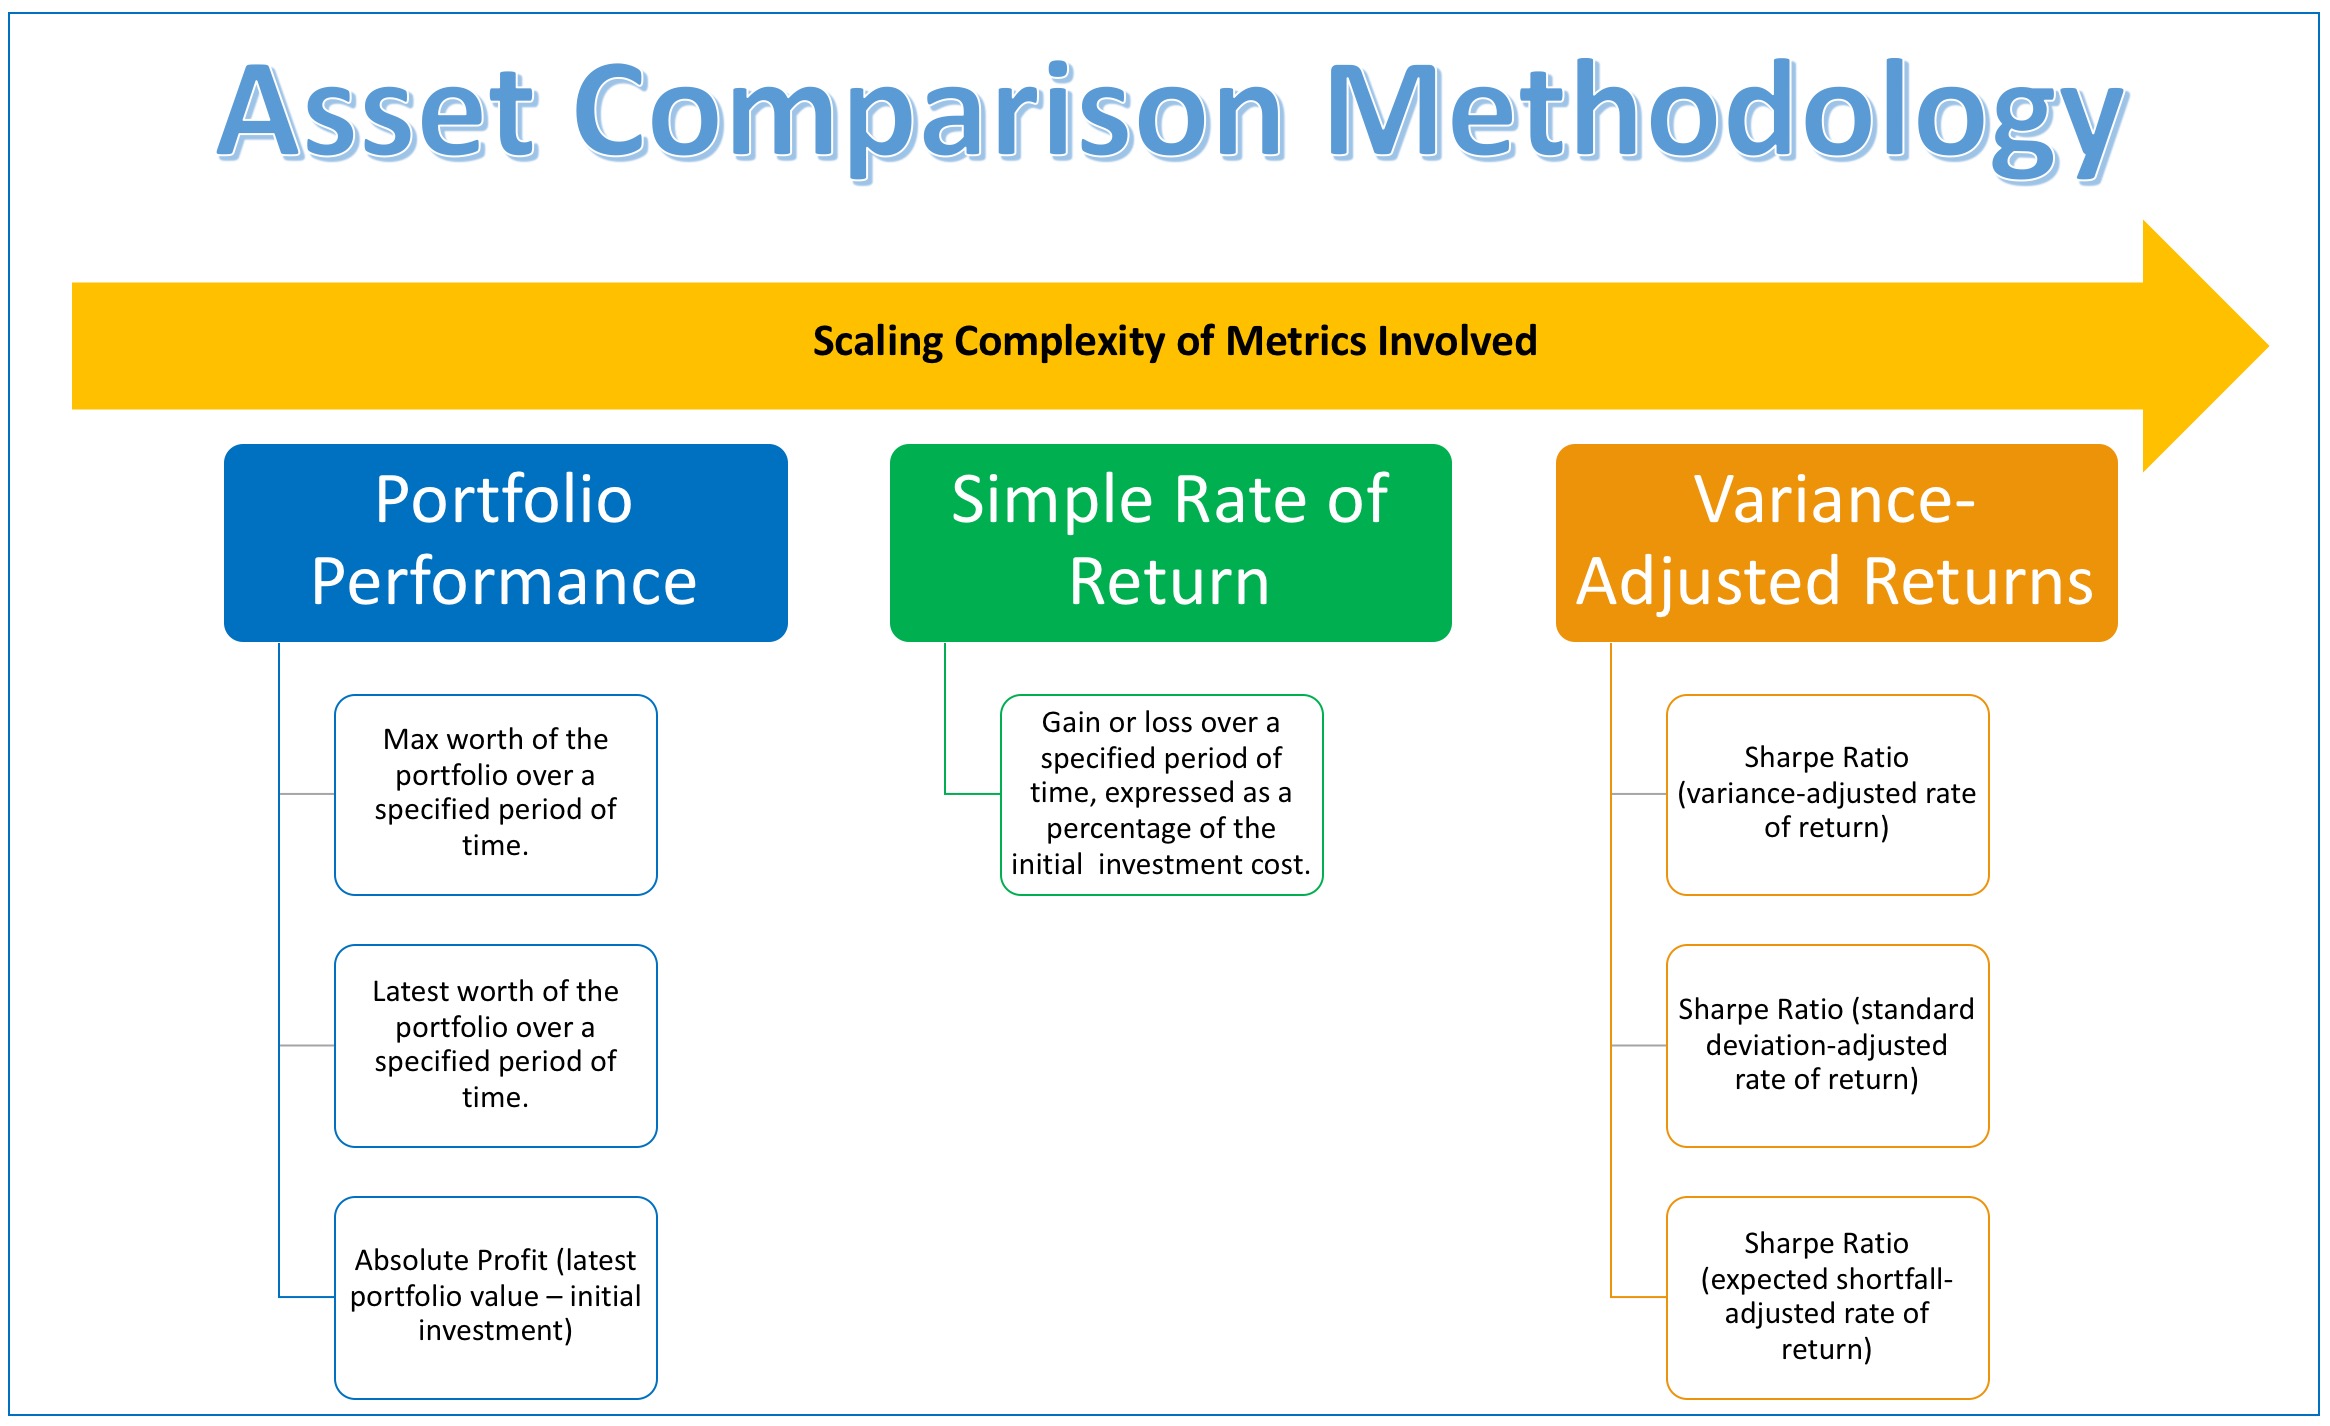 Asset Comparison Methodology
Scaling Complexity of Metrics Involved
Portfolio
Performance
Max worth of the
portfolio over a
specified period of
time.
Latest worth of the
portfolio over a
specified period of
time.
Absolute Profit (latest
portfolio value – initial
investment)
Simple Rate of
Return
Gain or loss over a
specified period of
time, expressed as a
percentage of the
initial  investment cost.
Variance-
Adjusted Returns
Sharpe Ratio
(variance-adjusted rate
of return)
Sharpe Ratio (standard
deviation-adjusted
rate of return)
Sharpe Ratio
(expected shortfall-
adjusted rate of
return)